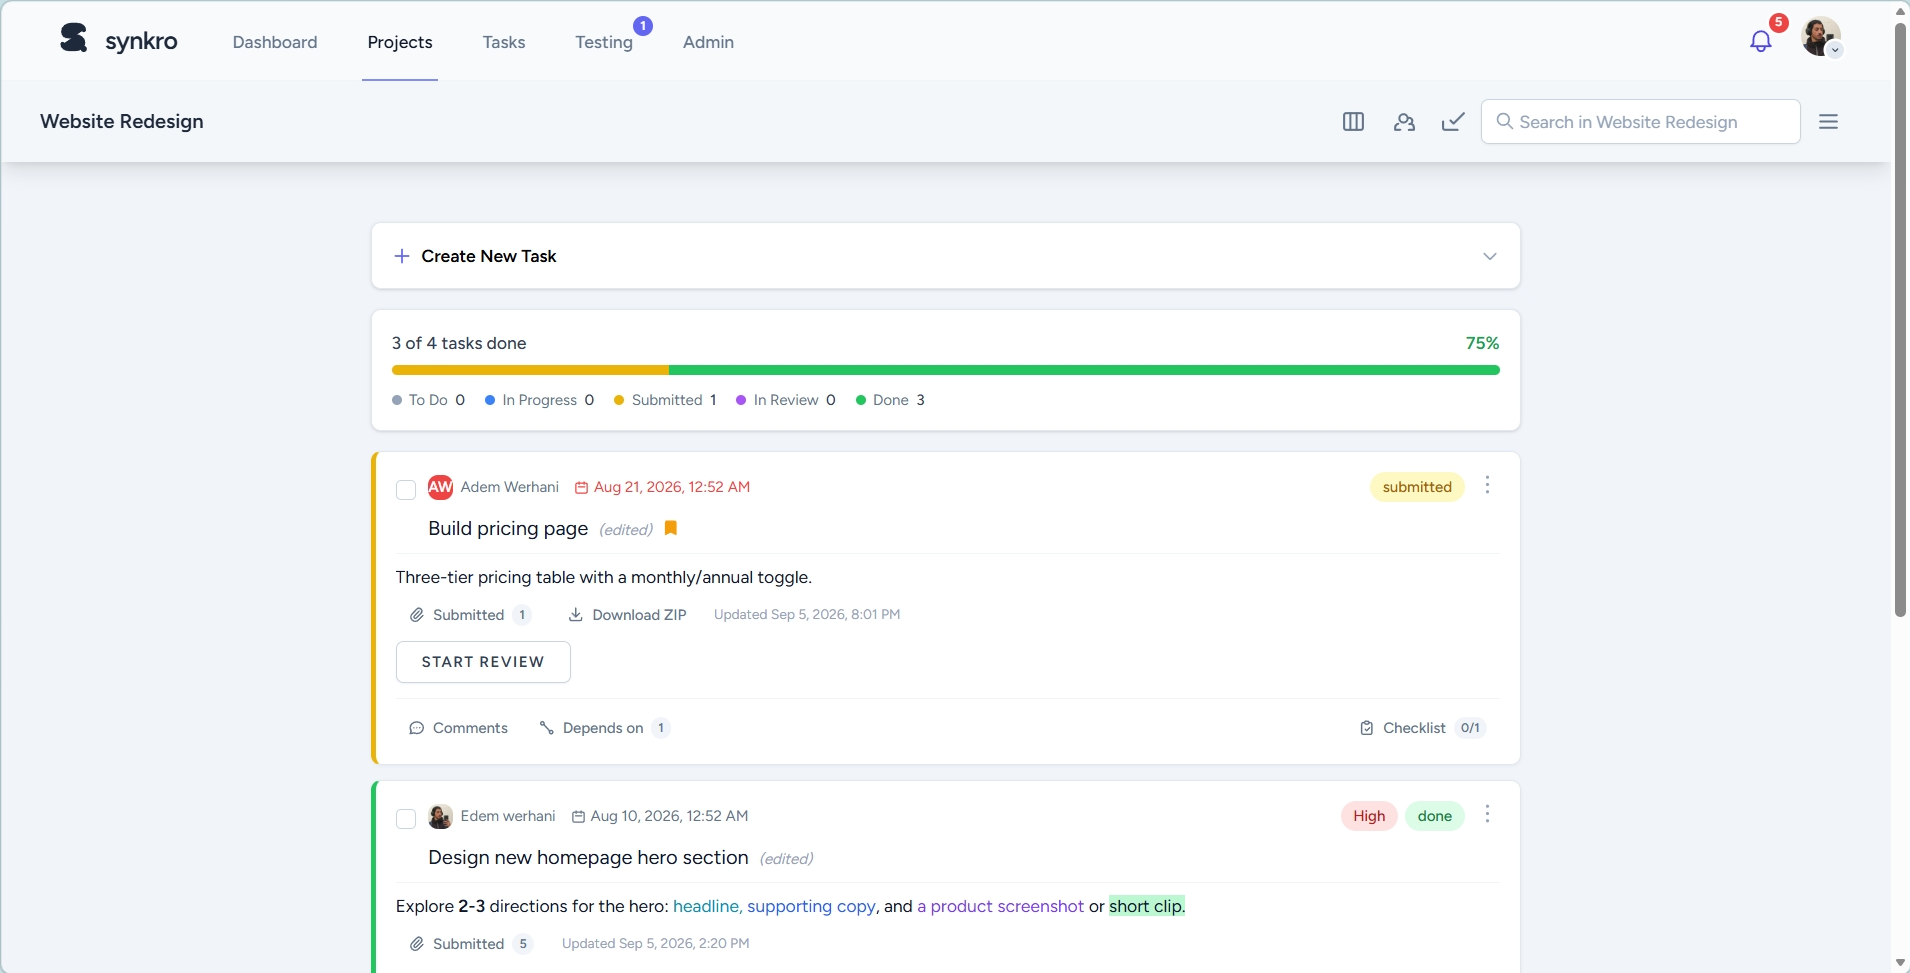 synkro
Dashboard
Projects
Tasks
Testing
1
Admin
5
Website Redesign
Search in Website Redesign
Create New Task
3 of 4 tasks done
75%
To Do 0
In Progress 0
Submitted 1
In Review 0
Done 3
AW
Adem Werhani
Aug 21, 2026, 12:52 AM
submitted
Build pricing page (edited)
Three-tier pricing table with a monthly/annual toggle.
Submitted 1
Download ZIP
Updated Sep 5, 2026, 8:01 PM
START REVIEW
Comments
Depends on 1
Checklist 0/1
Edem werhani
Aug 10, 2026, 12:52 AM
High
done
Design new homepage hero section (edited)
Explore 2-3 directions for the hero: headline, supporting copy, and a product screenshot or short clip.
Submitted 5
Updated Sep 5, 2026, 2:20 PM